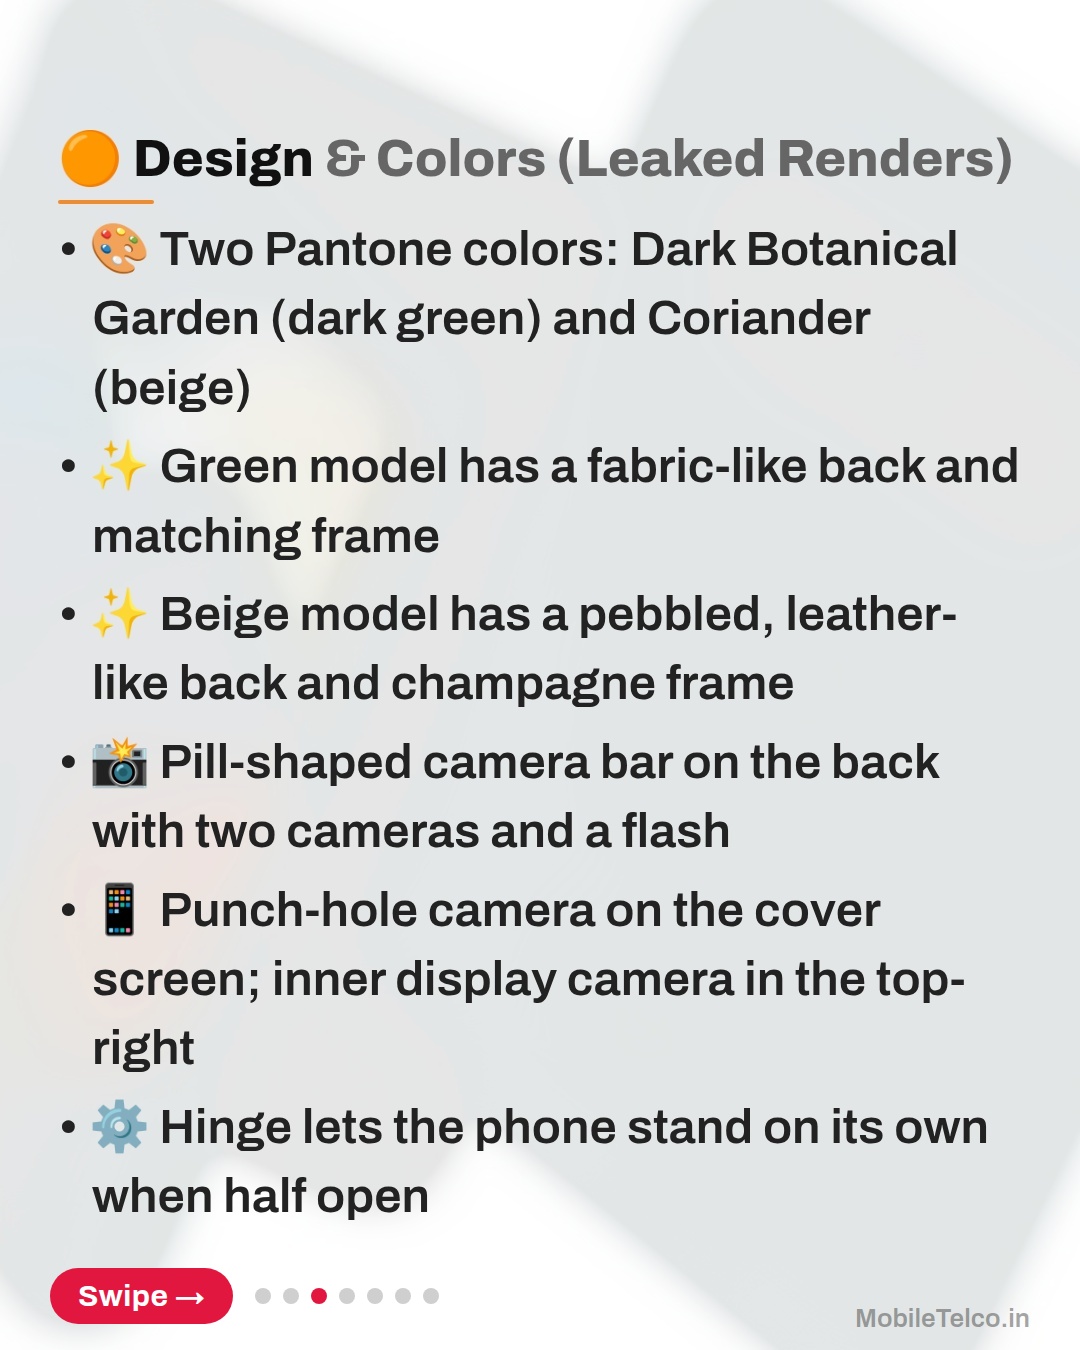 🟠 Design & Colors (Leaked Renders)
• 🎨 Two Pantone colors: Dark Botanical
Garden (dark green) and Coriander
(beige)
• ✨ Green model has a fabric-like back and
matching frame
• ✨ Beige model has a pebbled, leather-
like back and champagne frame
• 📸 Pill-shaped camera bar on the back
with two cameras and a flash
• 📱 Punch-hole camera on the cover
screen; inner display camera in the top-
right
• ⚙️ Hinge lets the phone stand on its own
when half open
Swipe →
MobileTelco.in